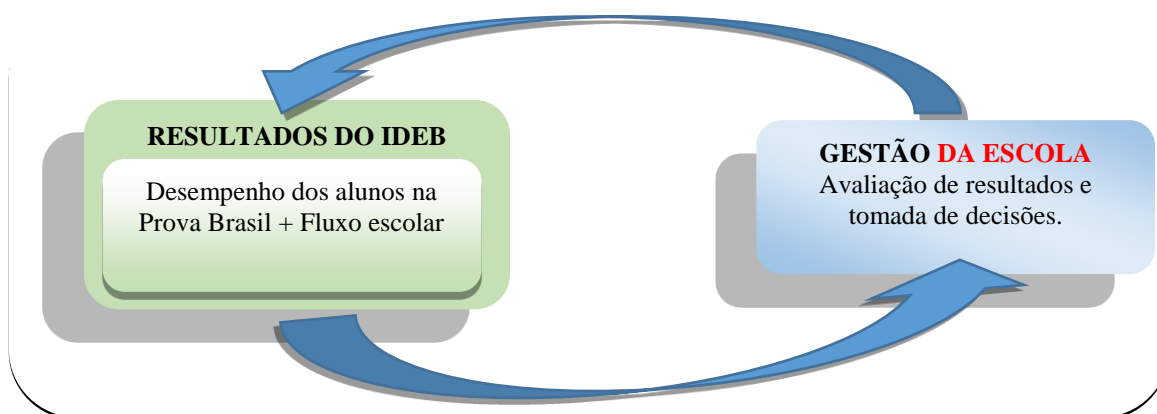 RESULTADOS DO IDEB
Desempenho dos alunos na
Prova Brasil + Fluxo escolar
GESTÃO DA ESCOLA
Avaliação de resultados e
tomada de decisões.